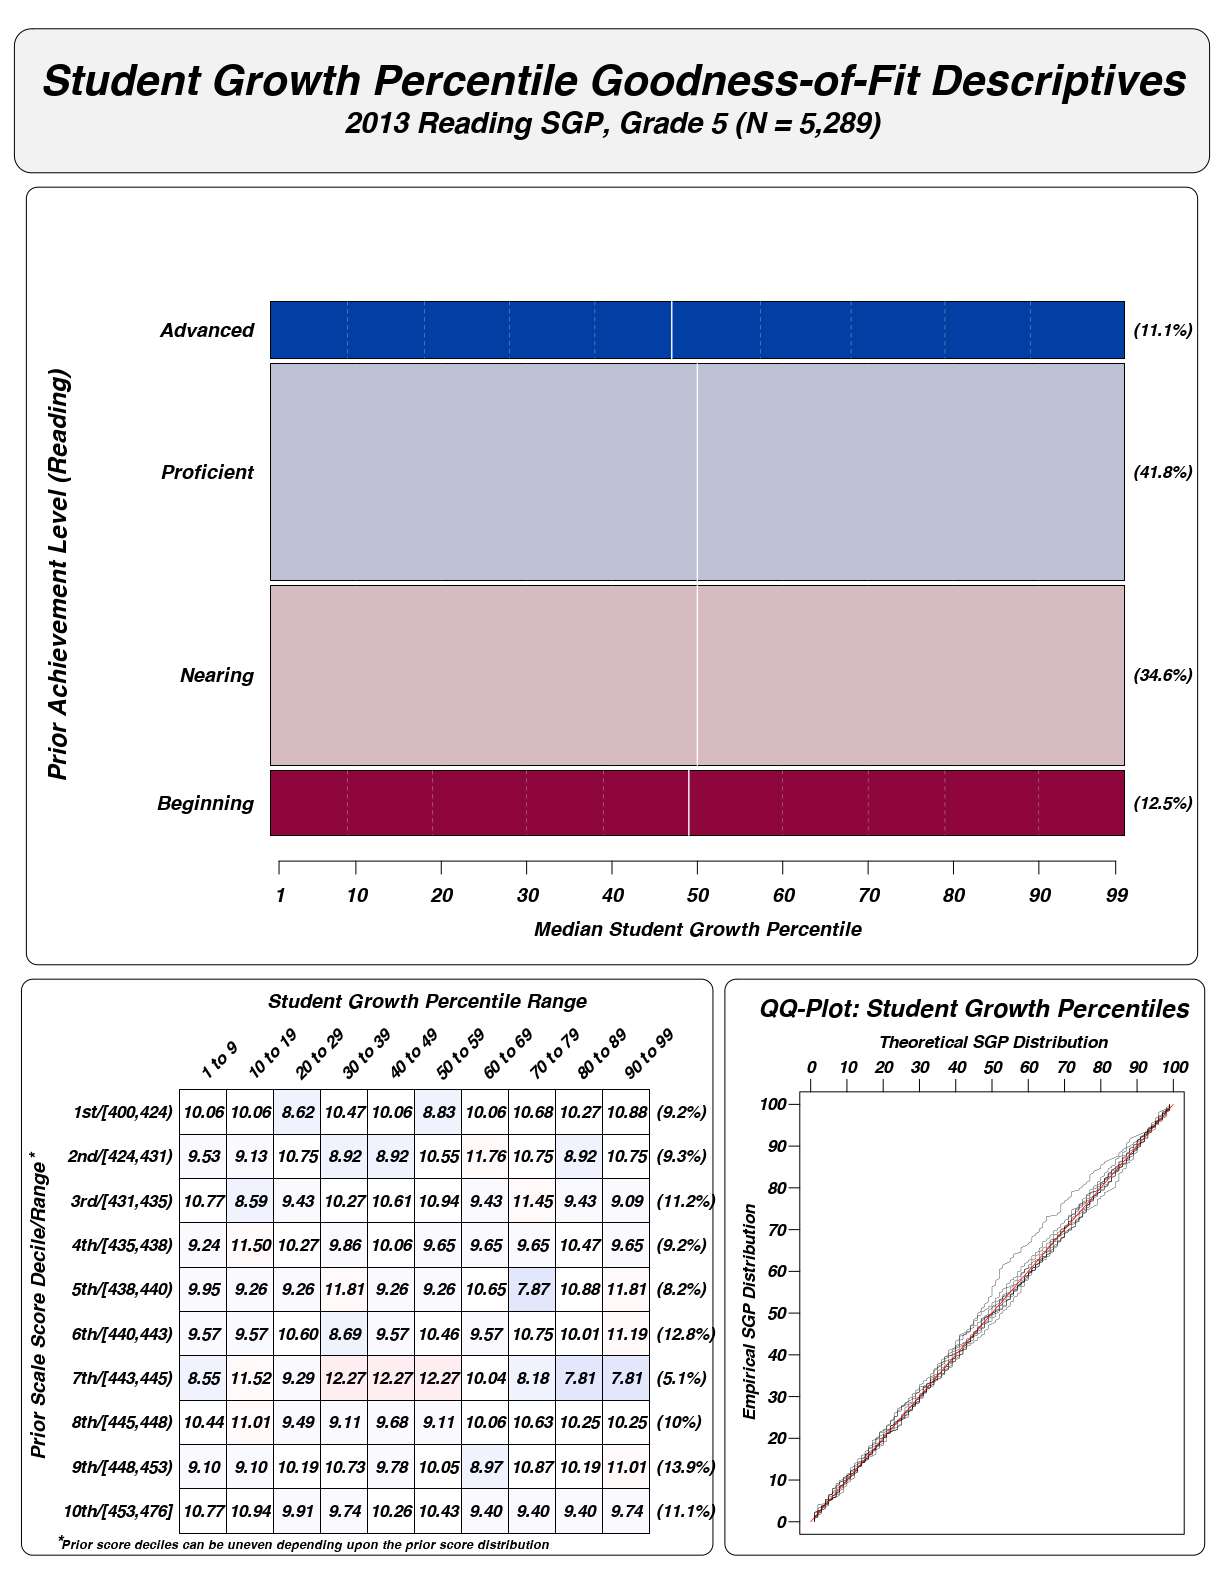 Student Growth Percentile Goodness-of-Fit Descriptives
2013 Reading SGP, Grade 5 (N = 5,289)
Prior Achievement Level (Reading)
Advanced (11.1%)
Proficient (41.8%)
Nearing (34.6%)
Beginning (12.5%)
1 10 20 30 40 50 60 70 80 90 99
Median Student Growth Percentile
Student Growth Percentile Range
1 to 9 10 to 19 20 to 29 30 to 39 40 to 49 50 to 59 60 to 69 70 to 79 80 to 89 90 to 99
Prior Scale Score Decile/Range*
1st/[400,424) 10.06 10.06 8.62 10.47 10.06 8.83 10.06 10.68 10.27 10.88 (9.2%)
2nd/[424,431) 9.53 9.13 10.75 8.92 8.92 10.55 11.76 10.75 8.92 10.75 (9.3%)
3rd/[431,435) 10.77 8.59 9.43 10.27 10.61 10.94 9.43 11.45 9.43 9.09 (11.2%)
4th/[435,438) 9.24 11.50 10.27 9.86 10.06 9.65 9.65 9.65 10.47 9.65 (9.2%)
5th/[438,440) 9.95 9.26 9.26 11.81 9.26 9.26 10.65 7.87 10.88 11.81 (8.2%)
6th/[440,443) 9.57 9.57 10.60 8.69 9.57 10.46 9.57 10.75 10.01 11.19 (12.8%)
7th/[443,445) 8.55 11.52 9.29 12.27 12.27 12.27 10.04 8.18 7.81 7.81 (5.1%)
8th/[445,448) 10.44 11.01 9.49 9.11 9.68 9.11 10.06 10.63 10.25 10.25 (10%)
9th/[448,453) 9.10 9.10 10.19 10.73 9.78 10.05 8.97 10.87 10.19 11.01 (13.9%)
10th/[453,476] 10.77 10.94 9.91 9.74 10.26 10.43 9.40 9.40 9.40 9.74 (11.1%)
*Prior score deciles can be uneven depending upon the prior score distribution
QQ-Plot: Student Growth Percentiles
Theoretical SGP Distribution
0 10 20 30 40 50 60 70 80 90 100
Empirical SGP Distribution
100
90
80
70
60
50
40
30
20
10
0